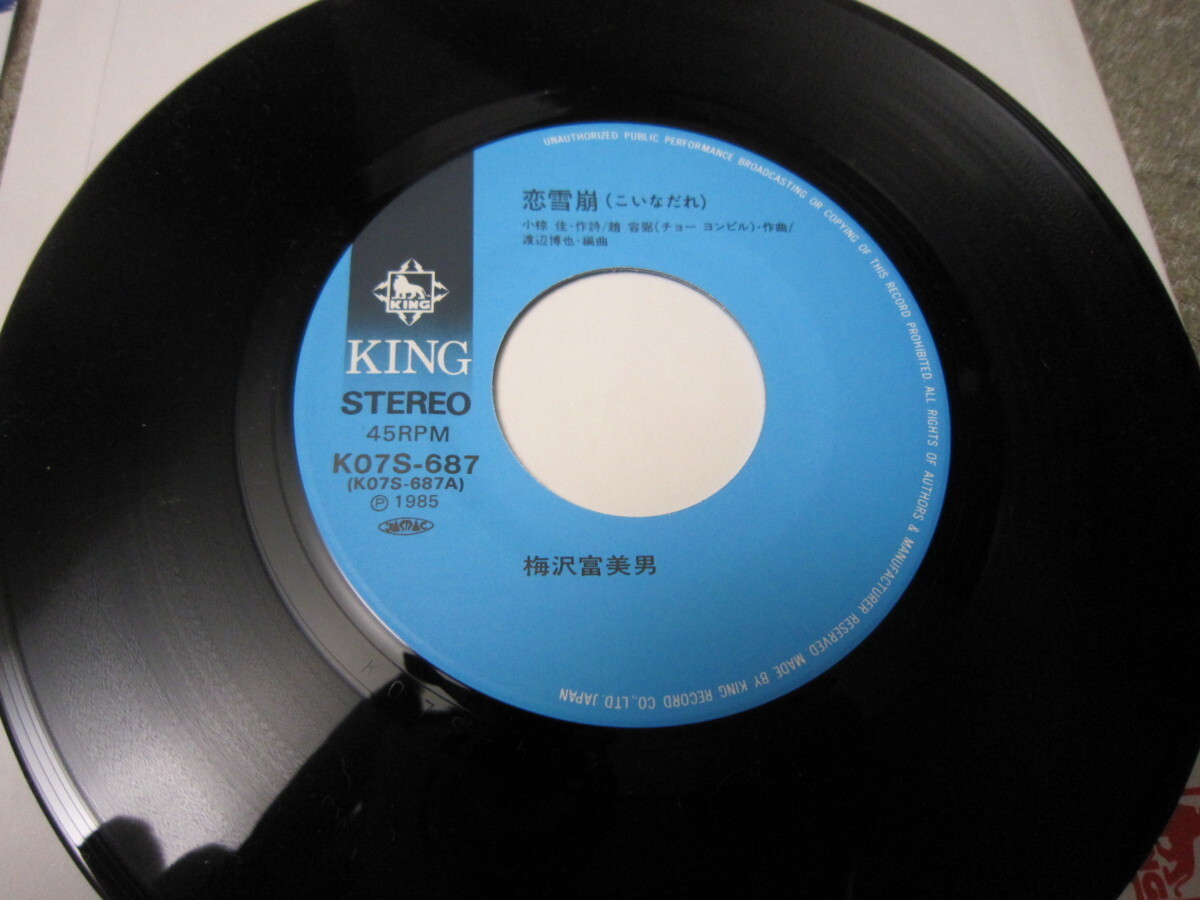 UNAUTHORIZED PUBLIC PERFORMANCE BROADCASTING OR COPYING OF THIS RECORD PROHIBITED ALL RIGHTS OF AUTHORS & MANUFACTURER RESERVED MADE BY KING RECORD CO.,LTD. JAPAN
恋雪崩(こいなだれ)
小椋 佳・作詩/趙 容弼(チョー ヨンピル)・作曲/
渡辺博也・編曲
KING
KING
STEREO
45RPM
K07S-687
(K07S-687A)
Ⓟ 1985
JASRAC
梅沢富美男